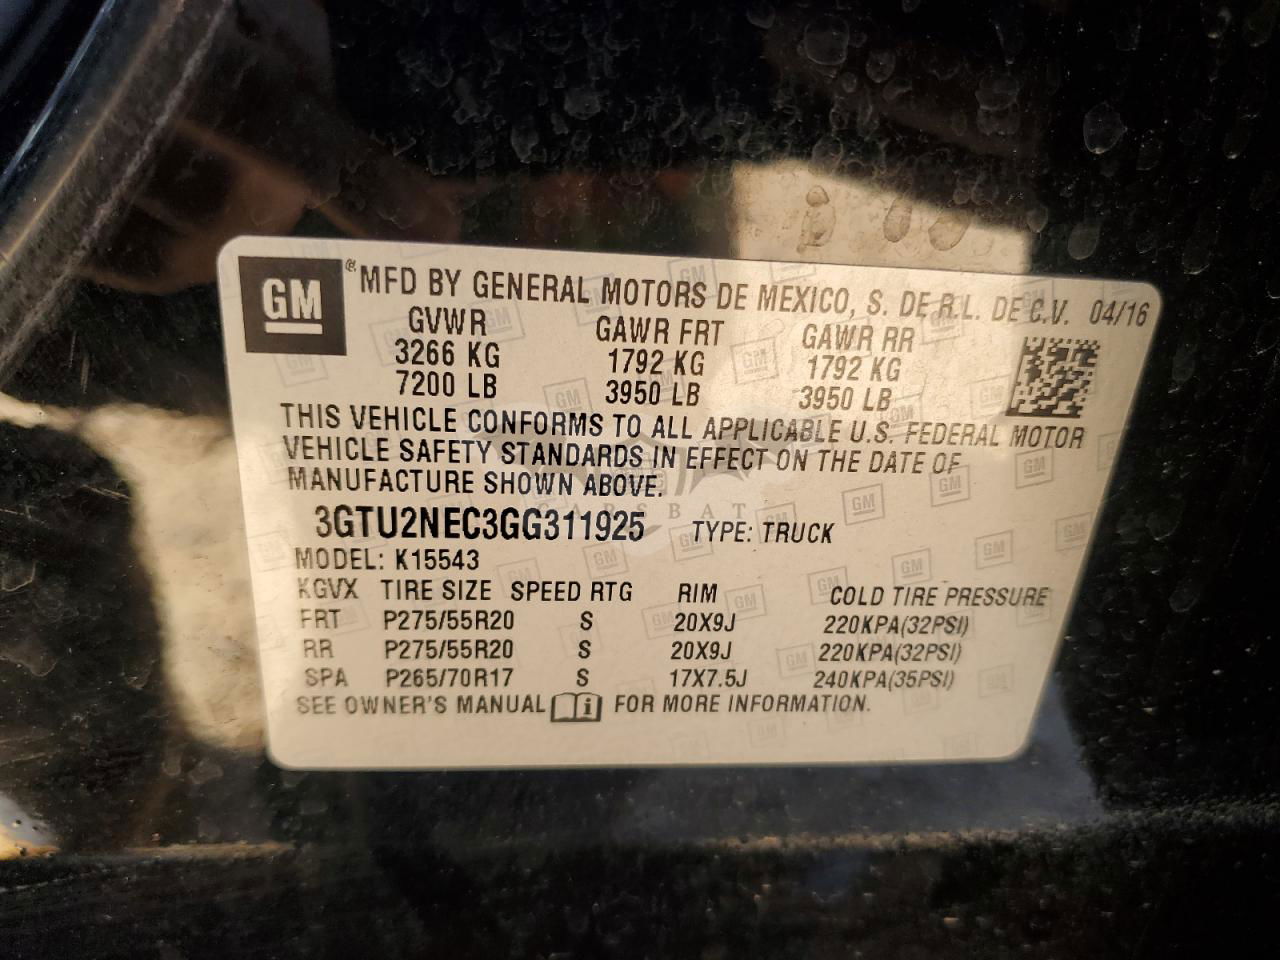 GM ® MFD BY GENERAL MOTORS DE MEXICO, S. DE R.L. DE C.V. 04/16
GVWR GAWR FRT GAWR RR
3266 KG 1792 KG 1792 KG
7200 LB 3950 LB 3950 LB
THIS VEHICLE CONFORMS TO ALL APPLICABLE U.S. FEDERAL MOTOR
VEHICLE SAFETY STANDARDS IN EFFECT ON THE DATE OF
MANUFACTURE SHOWN ABOVE.
CARSBAT
3GTU2NEC3GG311925 TYPE: TRUCK
MODEL: K15543
KGVX TIRE SIZE SPEED RTG RIM COLD TIRE PRESSURE
FRT P275/55R20 S 20X9J 220KPA(32PSI)
RR P275/55R20 S 20X9J 220KPA(32PSI)
SPA P265/70R17 S 17X7.5J 240KPA(35PSI)
SEE OWNER'S MANUAL i FOR MORE INFORMATION.